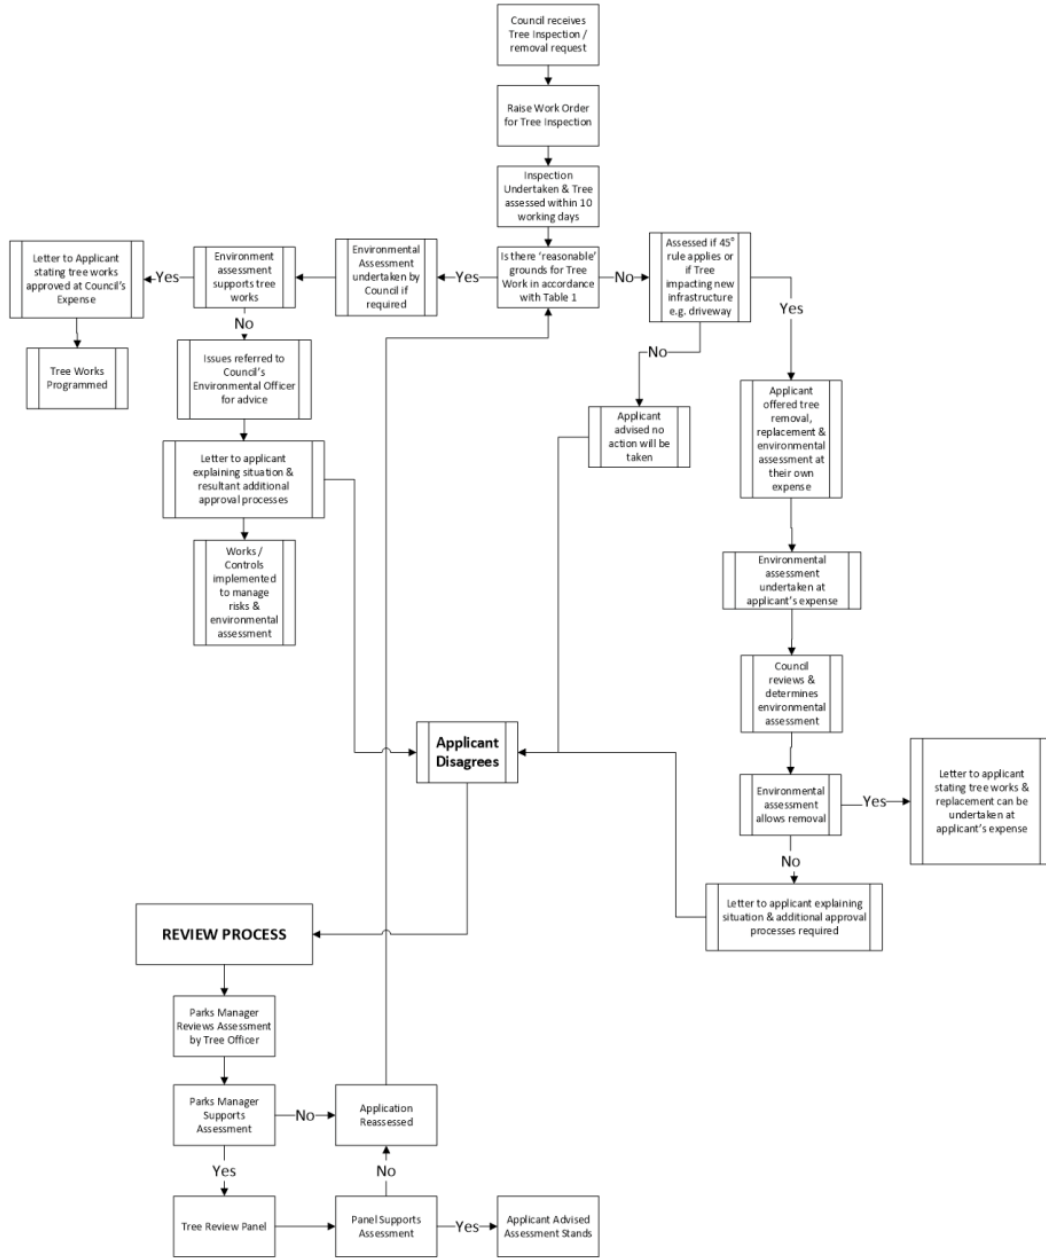 Council receives
Tree Inspection /
removal request
Raise Work Order
for Tree Inspection
Inspection
Undertaken & Tree
assessed within 10
working days
Is there ‘reasonable’
grounds for Tree
Work in accordance
with Table 1
Yes
Environmental
Assessment
undertaken by
Council if
required
Environment
assessment
supports tree
works
Yes
Letter to Applicant
stating tree works
approved at Council’s
Expense
Tree Works
Programmed
No
Issues referred to
Council’s
Environmental Officer
for advice
Letter to applicant
explaining situation &
resultant additional
approval processes
Works /
Controls
implemented
to manage
risks &
environmental
assessment
No
Assessed if 45°
rule applies or
if Tree
impacting new
infrastructure
e.g. driveway
No
Applicant
advised no
action will be
taken
Yes
Applicant
offered tree
removal,
replacement &
environmental
assessment at
their own
expense
Environmental
assessment
undertaken at
applicant’s expense
Council
reviews &
determines
environmental
assessment
Environmental
assessment
allows removal
Yes
Letter to applicant
stating tree works &
replacement can be
undertaken at
applicant’s expense
No
Letter to applicant explaining
situation & additional approval
processes required
Applicant
Disagrees
REVIEW PROCESS
Parks Manager
Reviews Assessment
by Tree Officer
Parks Manager
Supports
Assessment
No
Application
Reassessed
Yes
Tree Review Panel
Panel Supports
Assessment
No
Yes
Applicant Advised
Assessment Stands